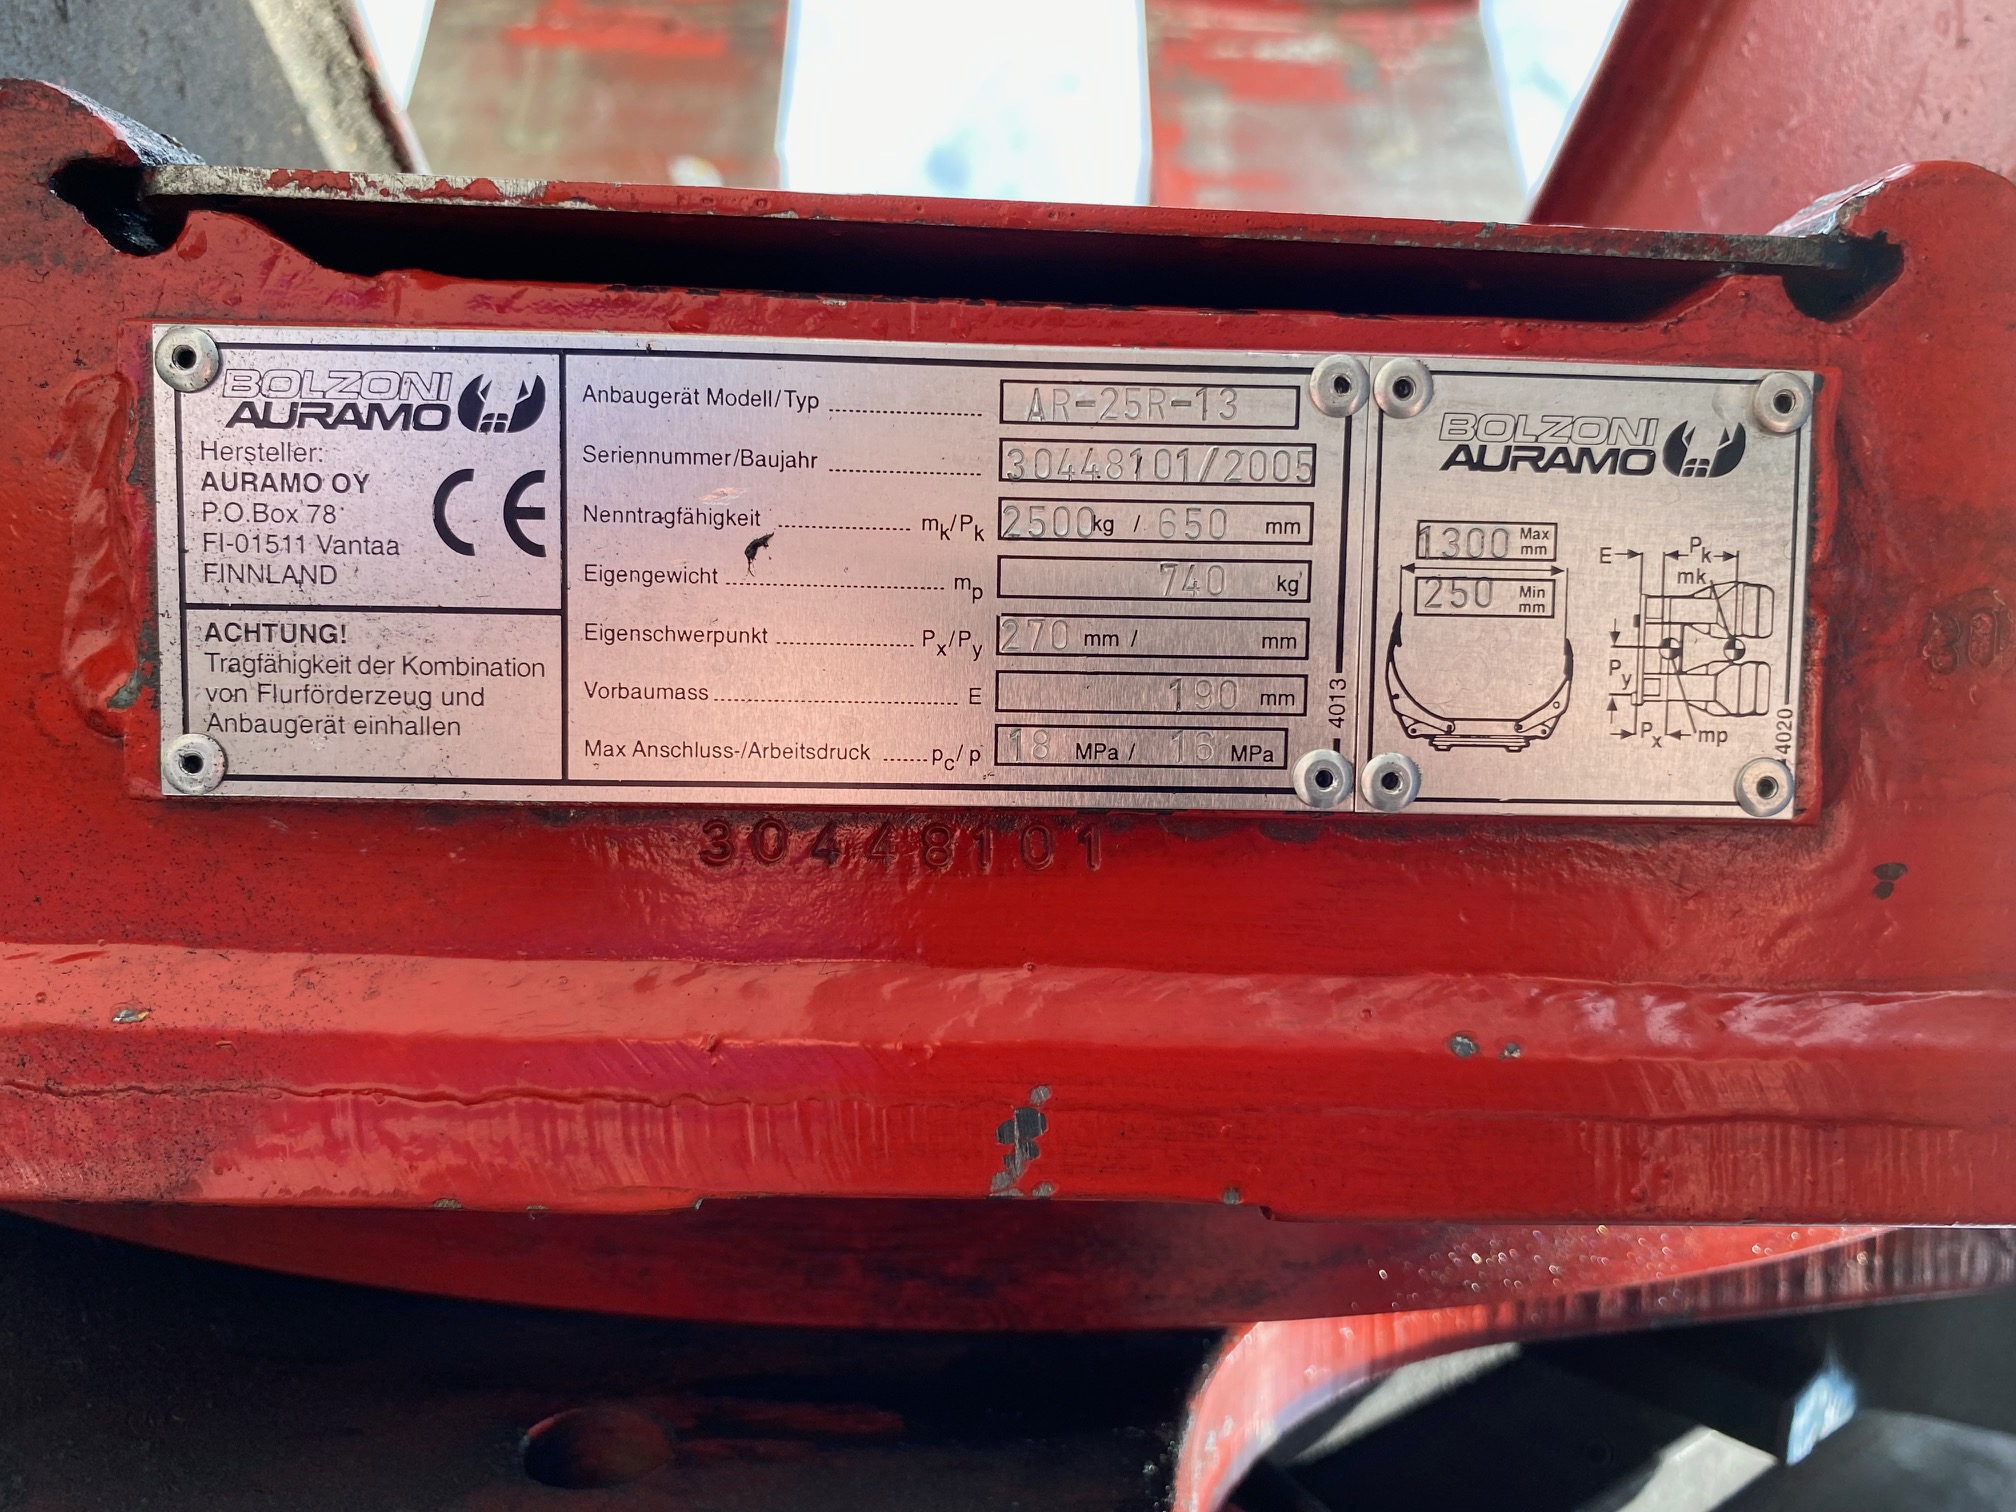 BOLZONI
AURAMO
Hersteller:
AURAMO OY
P.O.Box 78
FI-01511 Vantaa
FINNLAND
CE
ACHTUNG!
Tragfähigkeit der Kombination
von Flurförderzeug und
Anbaugerät einhallen
Anbaugerät Modell/Typ AR-25R-13
Seriennummer/Baujahr 30448101/2005
Nenntragfähigkeit mk/Pk 2500 kg / 650 mm
Eigengewicht mp 740 kg
Eigenschwerpunkt Px/Py 270 mm / mm
Vorbaumass E 190 mm
Max Anschluss-/Arbeitsdruck pc/p 18 MPa / 16 MPa
4013
BOLZONI
AURAMO
1300 Max mm
250 Min mm
E Pk
mk
Py
Px mp
4020
30448101
30